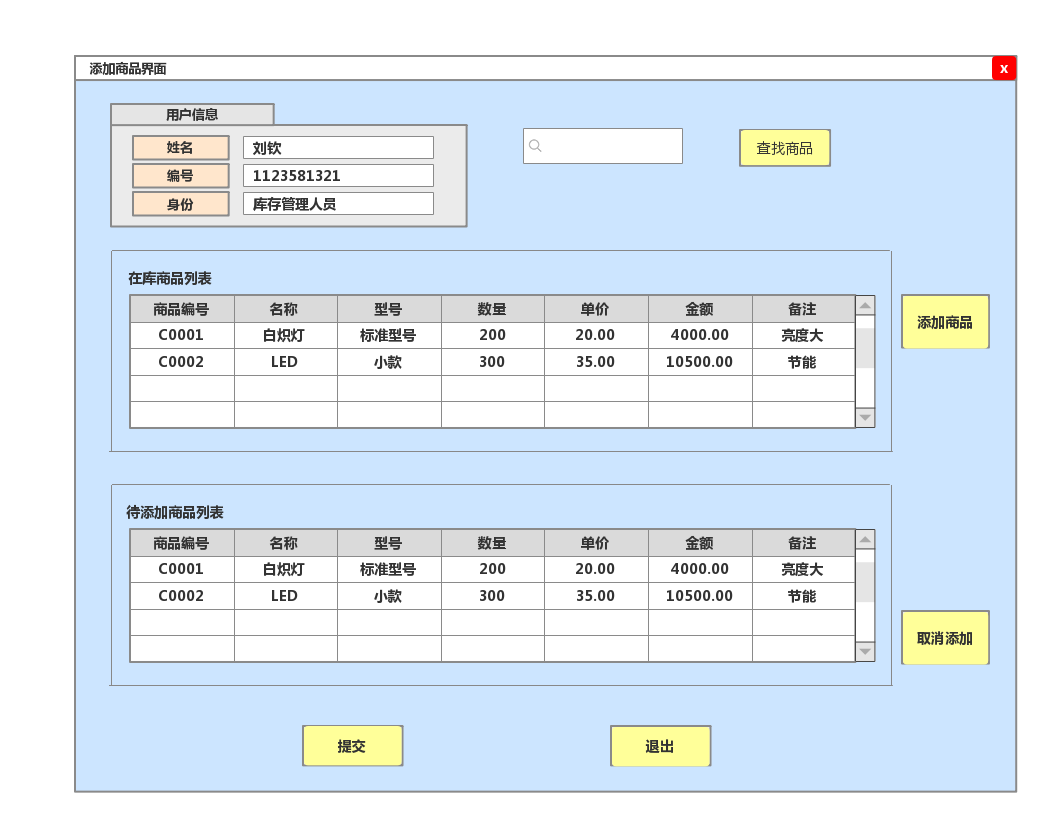 添加商品界面 x
用户信息
姓名 刘钦
编号 1123581321
身份 库存管理人员
查找商品
在库商品列表
商品编号 名称 型号 数量 单价 金额 备注
C0001 白炽灯 标准型号 200 20.00 4000.00 亮度大
C0002 LED 小款 300 35.00 10500.00 节能
添加商品
待添加商品列表
商品编号 名称 型号 数量 单价 金额 备注
C0001 白炽灯 标准型号 200 20.00 4000.00 亮度大
C0002 LED 小款 300 35.00 10500.00 节能
取消添加
提交 退出